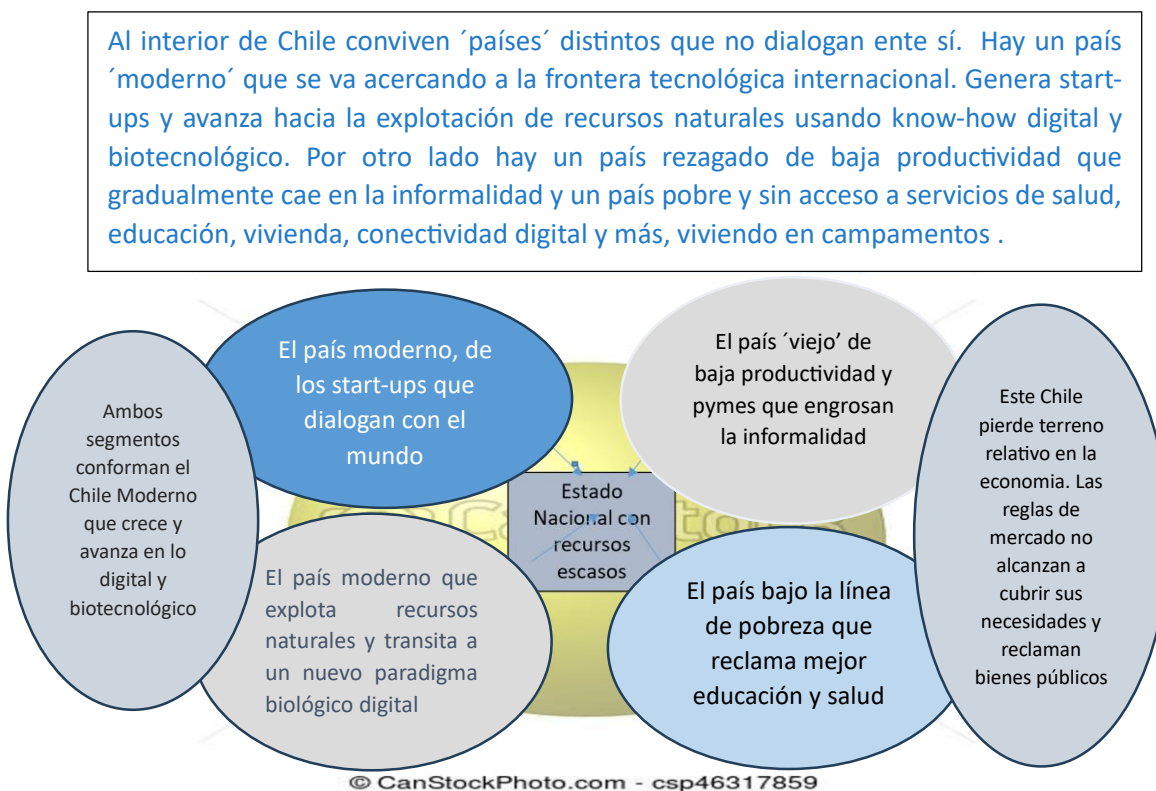 Al interior de Chile conviven ´países´ distintos que no dialogan ente sí.  Hay un país
´moderno´ que se va acercando a la frontera tecnológica internacional. Genera start-
ups y avanza hacia la explotación de recursos naturales usando know-how digital y
biotecnológico. Por otro lado hay un país rezagado de baja productividad que
gradualmente cae en la informalidad y un país pobre y sin acceso a servicios de salud,
educación, vivienda, conectividad digital y más, viviendo en campamentos .
Ambos
segmentos
conforman el
Chile Moderno
que crece y
avanza en lo
digital y
biotecnológico
El país moderno, de
los start-ups que
dialogan con el
mundo
El país moderno que
explota recursos
naturales y transita a
un nuevo paradigma
biológico digital
Estado
Nacional con
recursos
escasos
El país ´viejo’ de
baja productividad y
pymes que engrosan
la informalidad
El país bajo la línea
de pobreza que
reclama mejor
educación y salud
Este Chile
pierde terreno
relativo en la
economia. Las
reglas de
mercado no
alcanzan a
cubrir sus
necesidades y
reclaman
bienes públicos
© CanStockPhoto.com - csp46317859